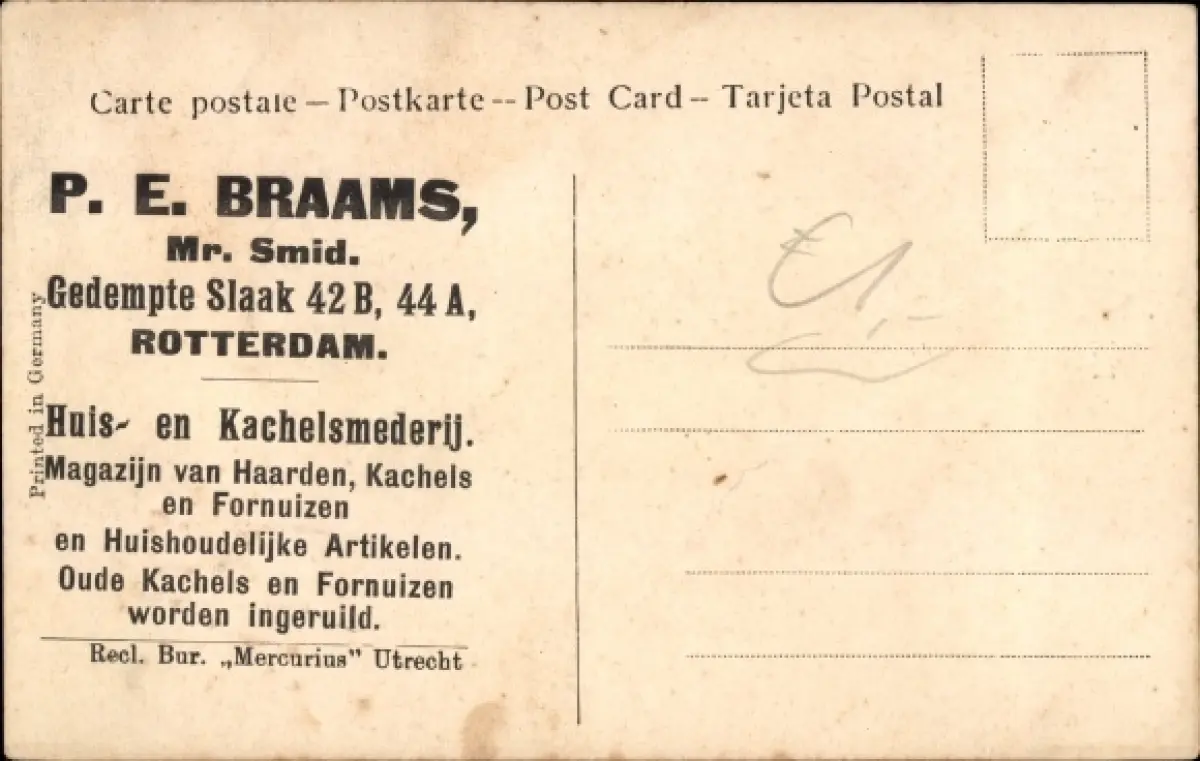 Carte postale — Postkarte -- Post Card -- Tarjeta Postal
P. E. BRAAMS,
Mr. Smid.
Gedempte Slaak 42 B, 44 A,
ROTTERDAM.
Huis- en Kachelsmederij.
Magazijn van Haarden, Kachels
en Fornuizen
en Huishoudelijke Artikelen.
Oude Kachels en Fornuizen
worden ingeruild.
Recl. Bur. „Mercurius” Utrecht
Printed in Germany